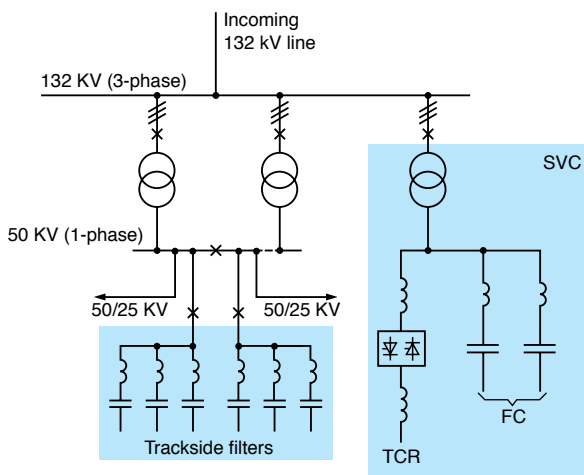 Incoming
132 kV line
132 KV (3-phase)
SVC
50 KV (1-phase)
50/25 KV
50/25 KV
Trackside filters
FC
TCR